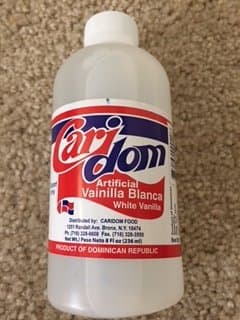 Cari
dom
Artificial
Vainilla Blanca
White Vanilla
Distributed by: CARIDOM FOOD
1251 Randall Ave. Bronx, N.Y. 10474
Net Wt./ Peso Neto 8 Fl oz (236 ml)
PRODUCT OF DOMINICAN REPUBLIC